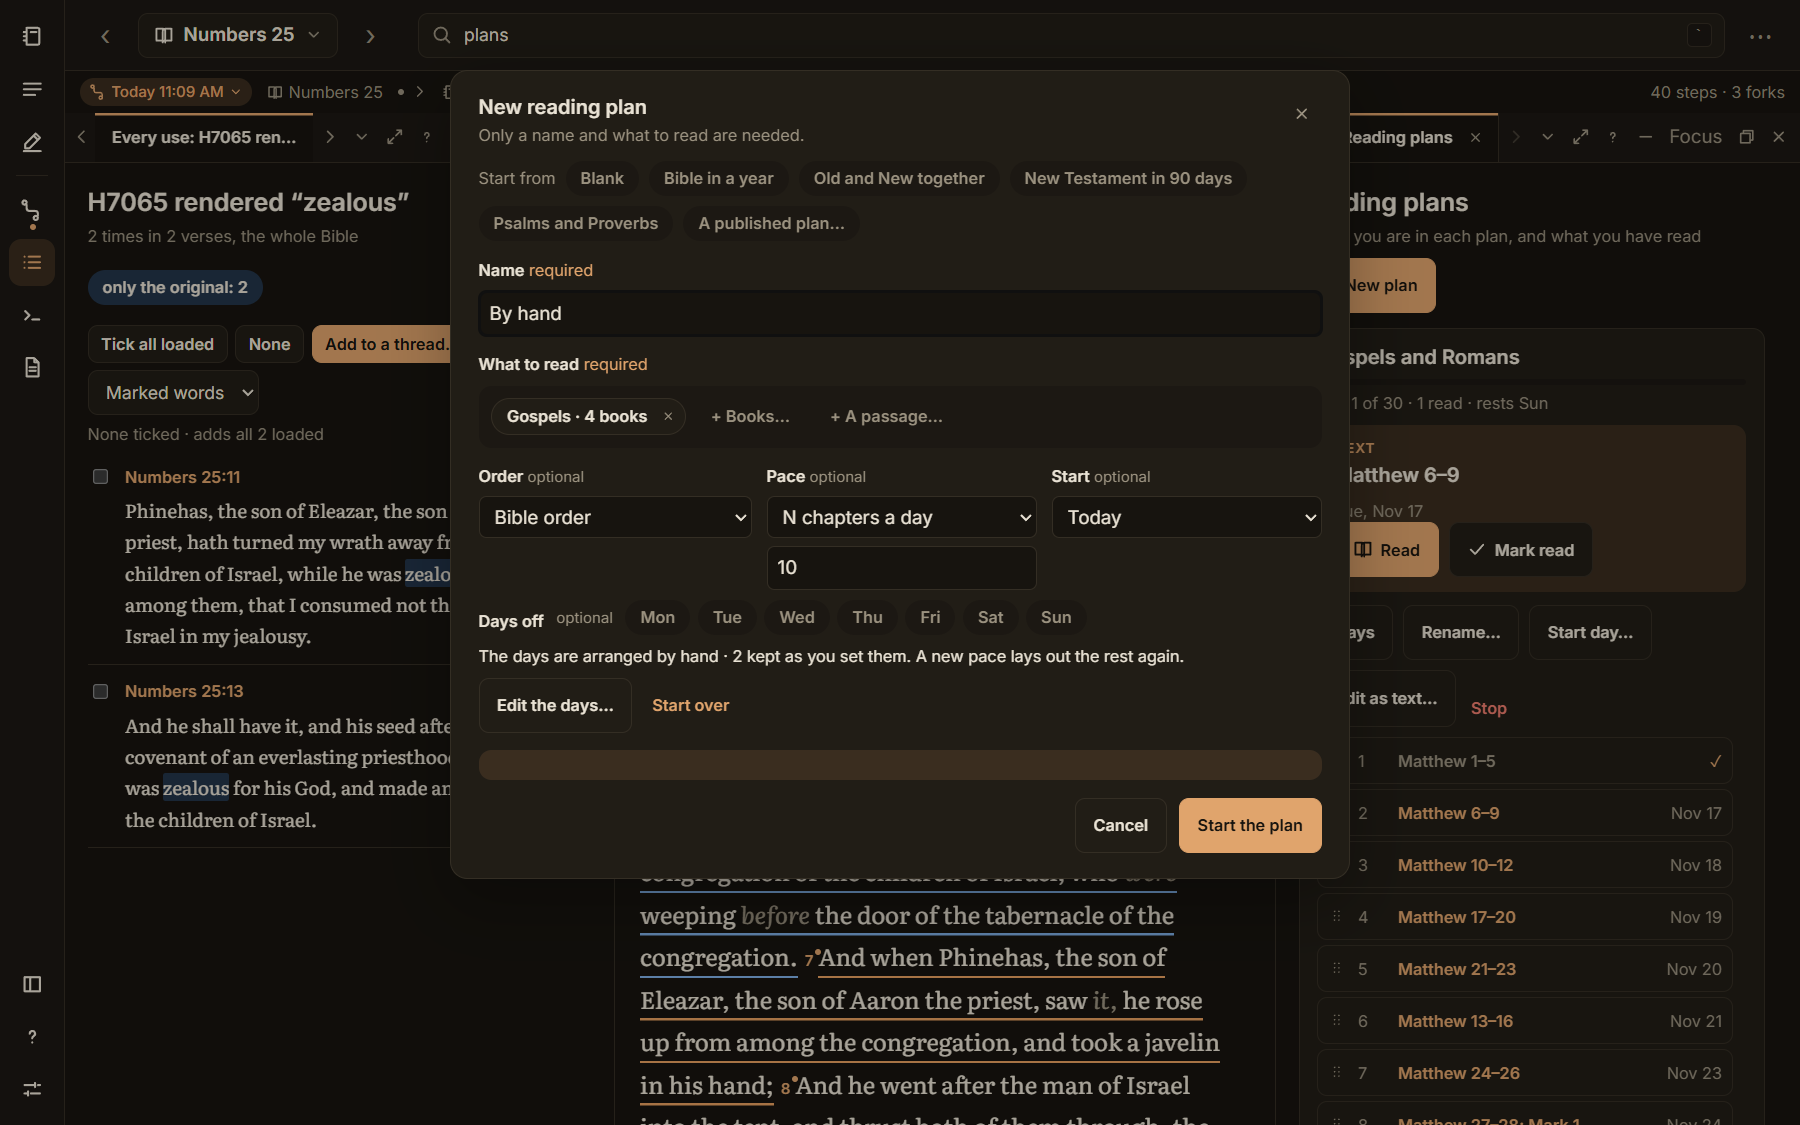 Numbers 25
plans
`
Today 11:09 AM
Numbers 25
40 steps · 3 forks
Every use: H7065 ren...
?
Reading plans
?
Focus
H7065 rendered “zealous”
2 times in 2 verses, the whole Bible
only the original: 2
Tick all loaded
None
Add to a thread.
Marked words
None ticked · adds all 2 loaded
Numbers 25:11
Phinehas, the son of Eleazar, the son
priest, hath turned my wrath away fr
children of Israel, while he was zealo
among them, that I consumed not th
Israel in my jealousy.
Numbers 25:13
And he shall have it, and his seed afte
covenant of an everlasting priesthoo
was zealous for his God, and made an
the children of Israel.
?
New reading plan
Only a name and what to read are needed.
Start from
Blank
Bible in a year
Old and New together
New Testament in 90 days
Psalms and Proverbs
A published plan...
Name required
By hand
What to read required
Gospels · 4 books
+ Books...
+ A passage...
Order optional
Pace optional
Start optional
Bible order
N chapters a day
Today
10
Days off optional
Mon
Tue
Wed
Thu
Fri
Sat
Sun
The days are arranged by hand · 2 kept as you set them. A new pace lays out the rest again.
Edit the days...
Start over
Cancel
Start the plan
weeping before the door of the tabernacle of the
congregation. 7 And when Phinehas, the son of
Eleazar, the son of Aaron the priest, saw it, he rose
up from among the congregation, and took a javelin
in his hand; 8 And he went after the man of Israel
ding plans
you are in each plan, and what you have read
New plan
spels and Romans
1 of 30 · 1 read · rests Sun
EXT
Matthew 6–9
ue, Nov 17
Read
Mark read
ays
Rename...
Start day...
dit as text...
Stop
1 Matthew 1–5
2 Matthew 6–9 Nov 17
3 Matthew 10–12 Nov 18
4 Matthew 17–20 Nov 19
5 Matthew 21–23 Nov 20
6 Matthew 13–16 Nov 21
7 Matthew 24–26 Nov 23